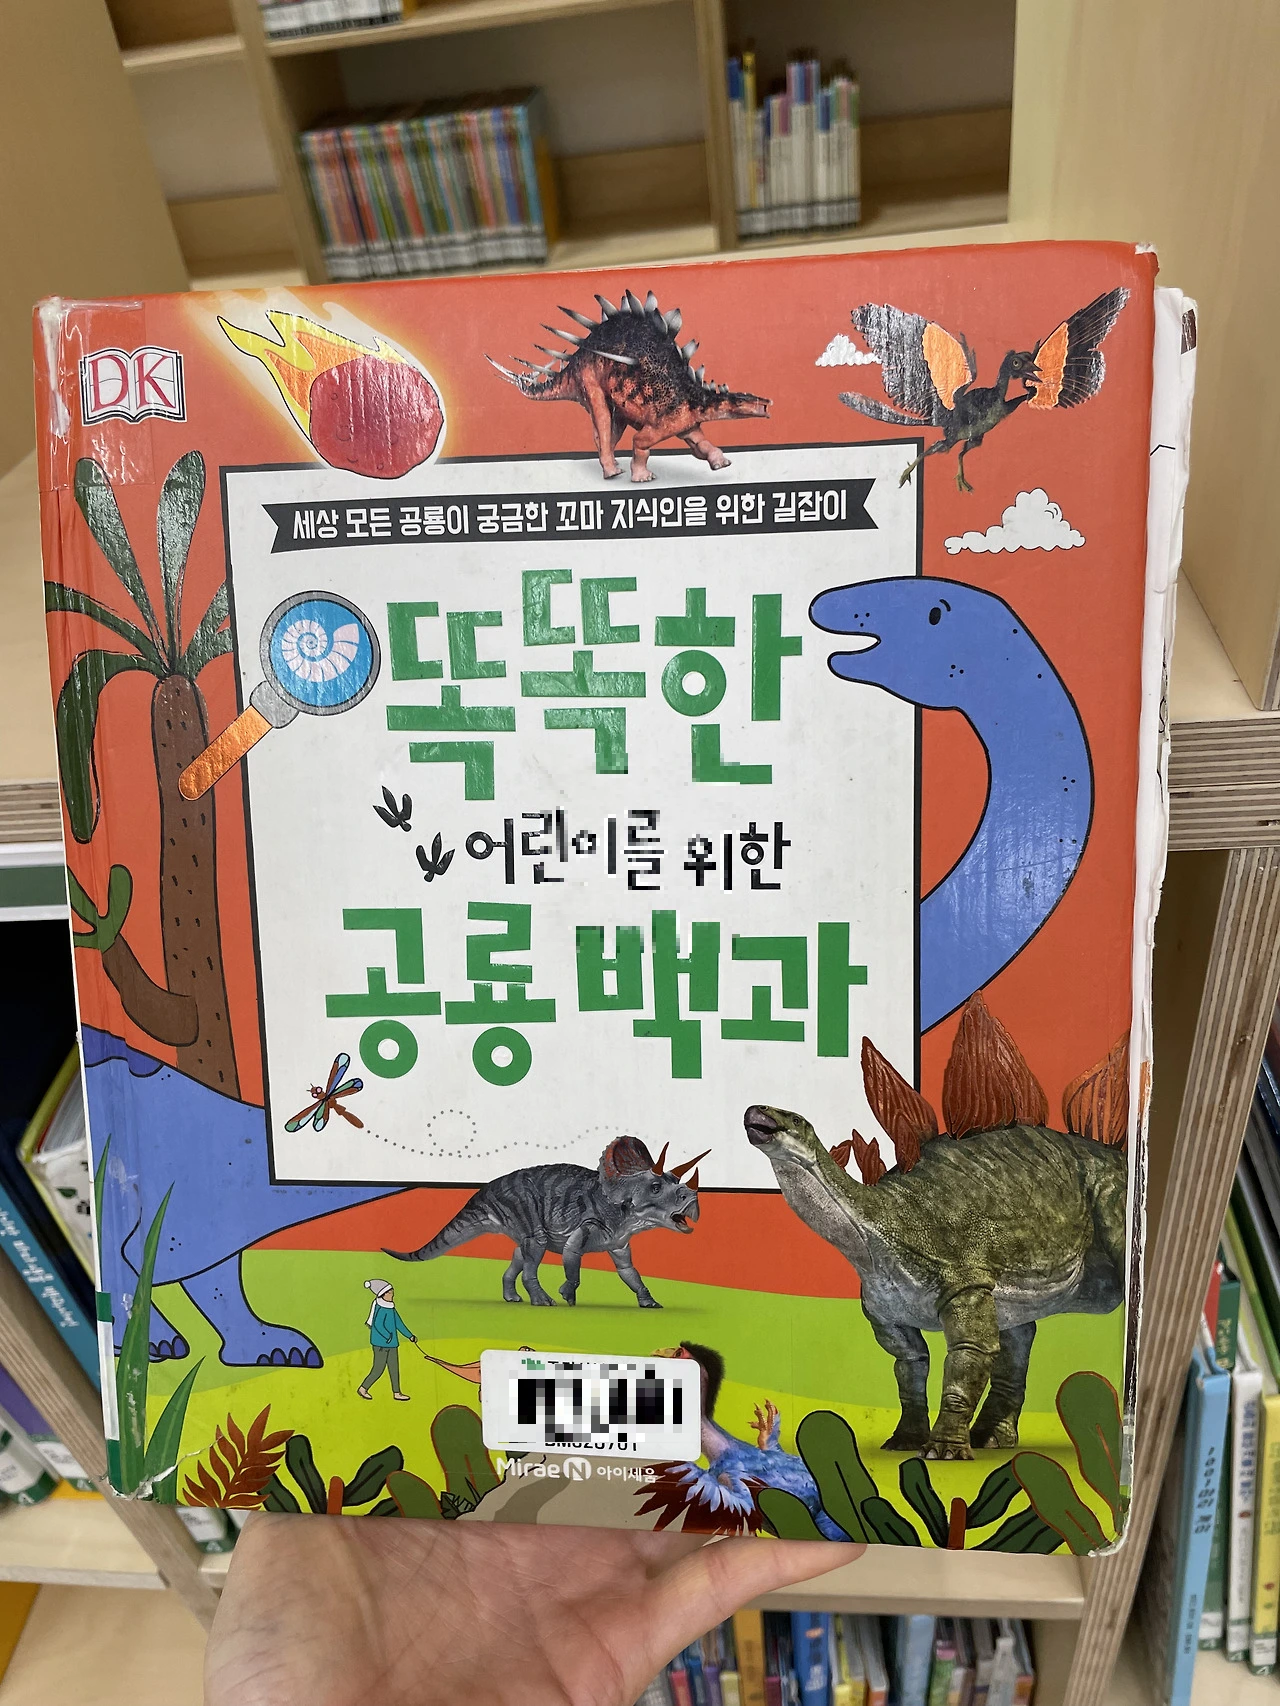 DK
세상 모든 공룡이 궁금한 꼬마 지식인을 위한 길잡이
똑똑한
어린이를 위한
공룡 백과
Mirae N 아이세움